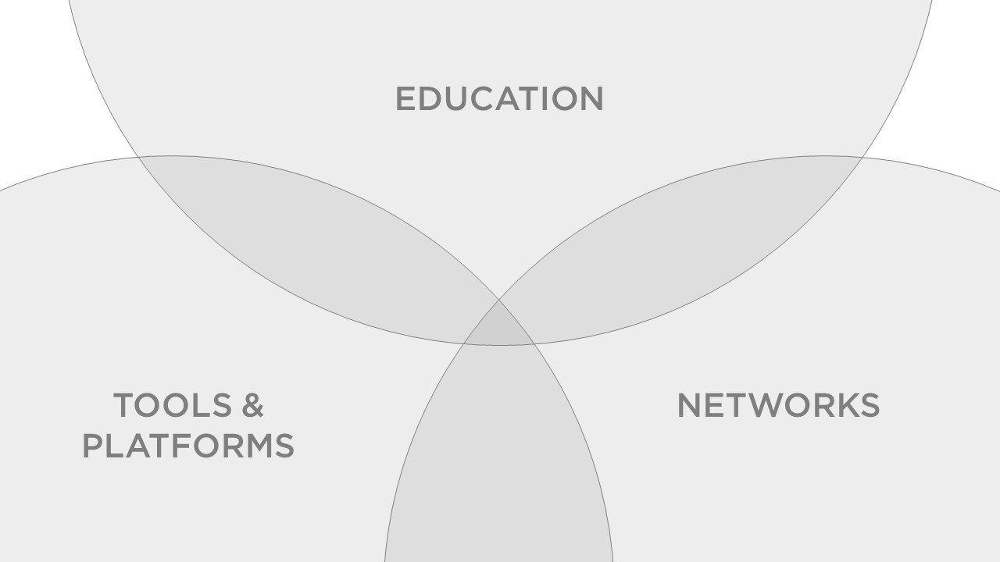 EDUCATION
TOOLS &
PLATFORMS
NETWORKS